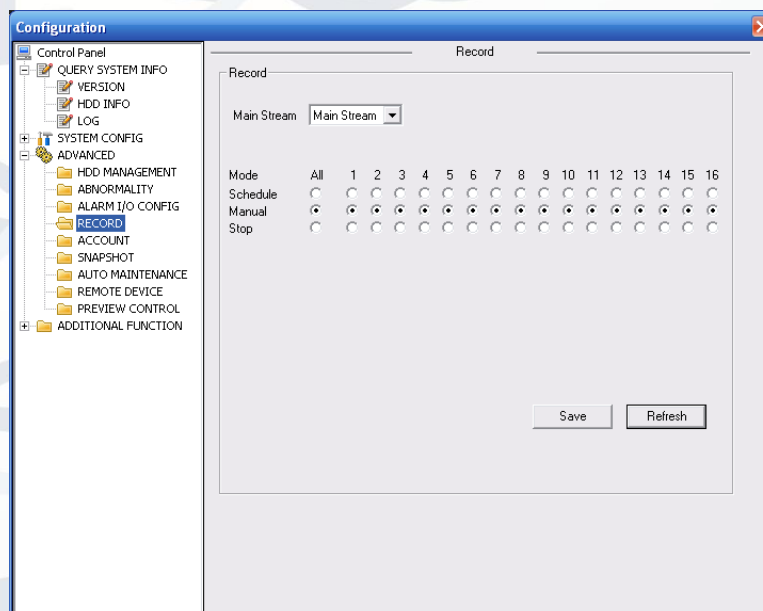 Configuration
Control Panel
QUERY SYSTEM INFO
VERSION
HDD INFO
LOG
SYSTEM CONFIG
ADVANCED
HDD MANAGEMENT
ABNORMALITY
ALARM I/O CONFIG
RECORD
ACCOUNT
SNAPSHOT
AUTO MAINTENANCE
REMOTE DEVICE
PREVIEW CONTROL
ADDITIONAL FUNCTION
Record
Record
Main Stream Main Stream
Mode All 1 2 3 4 5 6 7 8 9 10 11 12 13 14 15 16
Schedule
Manual
Stop
Save Refresh